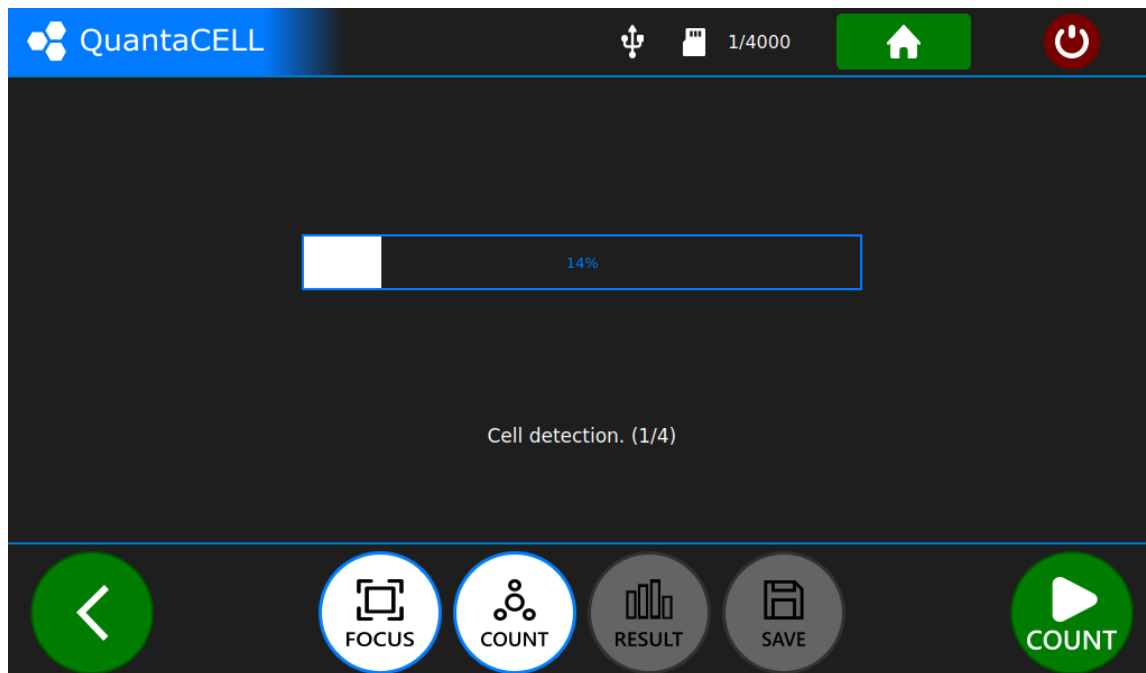 QuantaCELL
1/4000
14%
Cell detection. (1/4)
FOCUS
COUNT
RESULT
SAVE
COUNT